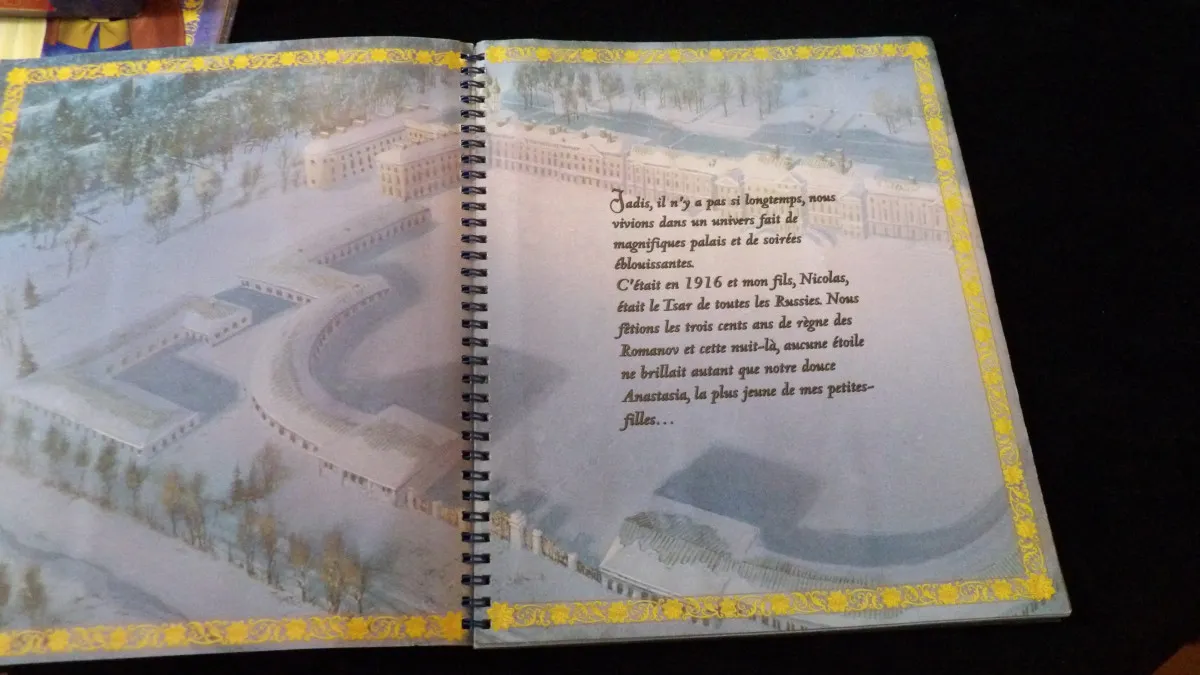 Jadis, il n'y a pas si longtemps, nous
vivions dans un univers fait de
magnifiques palais et de soirées
éblouissantes.
C'était en 1916 et mon fils, Nicolas,
était le Tsar de toutes les Russies. Nous
fêtions les trois cents ans de règne des
Romanov et cette nuit-là, aucune étoile
ne brillait autant que notre douce
Anastasia, la plus jeune de mes petites-
filles...